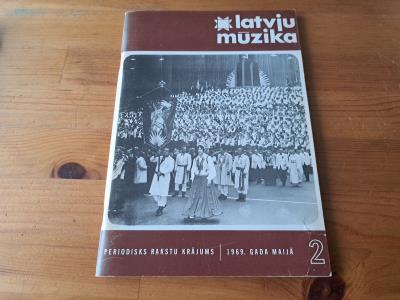 latvju
mūzika
PERIODISKS RAKSTU KRĀJUMS | 1969. GADA MAIJĀ
2